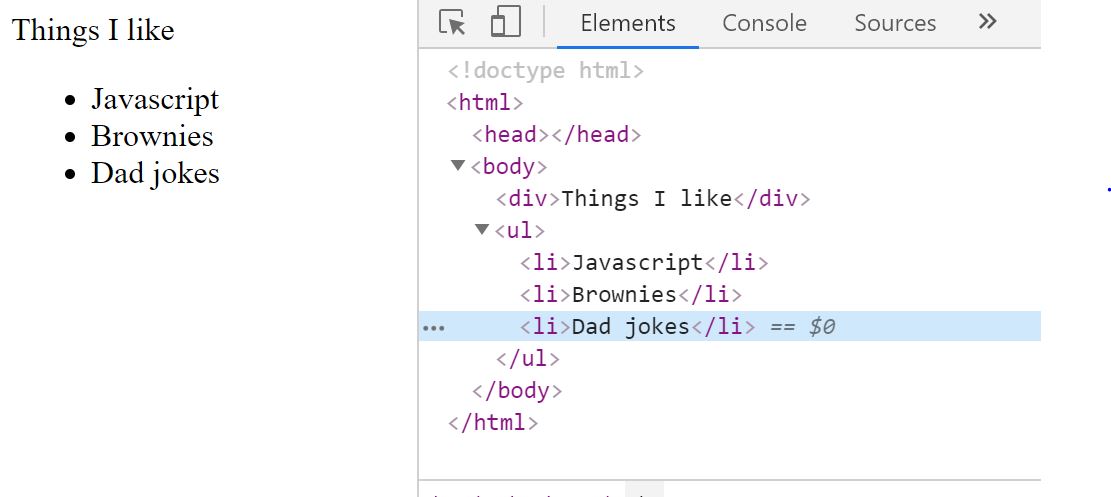 Things I like
• Javascript
• Brownies
• Dad jokes
Elements Console Sources »
<!doctype html>
<html>
<head></head>
<body>
<div>Things I like</div>
<ul>
<li>Javascript</li>
<li>Brownies</li>
<li>Dad jokes</li> == $0
</ul>
</body>
</html>